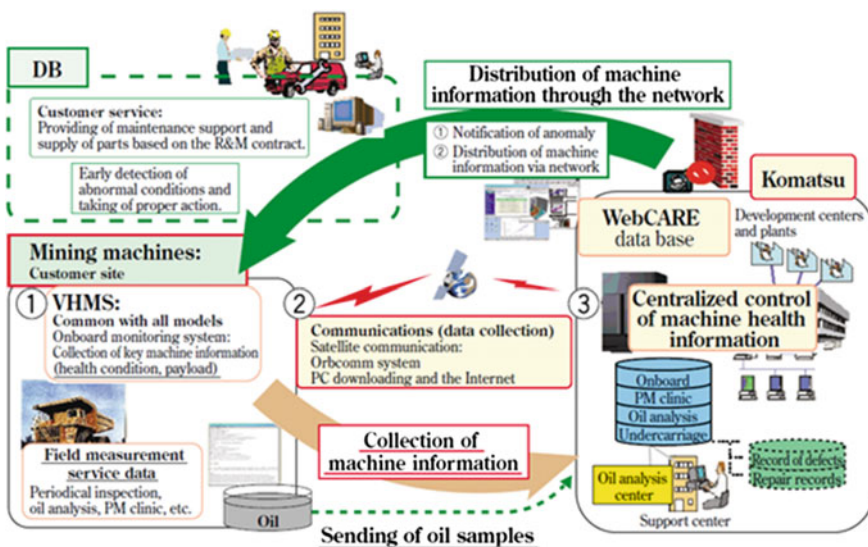 DB
Customer service:
Providing of maintenance support and
supply of parts based on the R&M contract.
Early detection of
abnormal conditions and
taking of proper action.
Distribution of machine
information through the network
① Notification of anomaly
② Distribution of machine
information via network
Komatsu
WebCARE
data base
Development centers
and plants
Mining machines:
Customer site
① VHMS:
Common with all models
Onboard monitoring system:
Collection of key machine information
(health condition, payload)
Field measurement
service data
Periodical inspection,
oil analysis, PM clinic, etc.
Oil
②
Communications (data collection)
Satellite communication:
Orbcomm system
PC downloading and the Internet
Collection of
machine information
Sending of oil samples
③
Centralized control
of machine health
information
Onboard
PM clinic
Oil analysis
Undercarriage
Oil analysis
center
Support center
Record of defects
Repair records